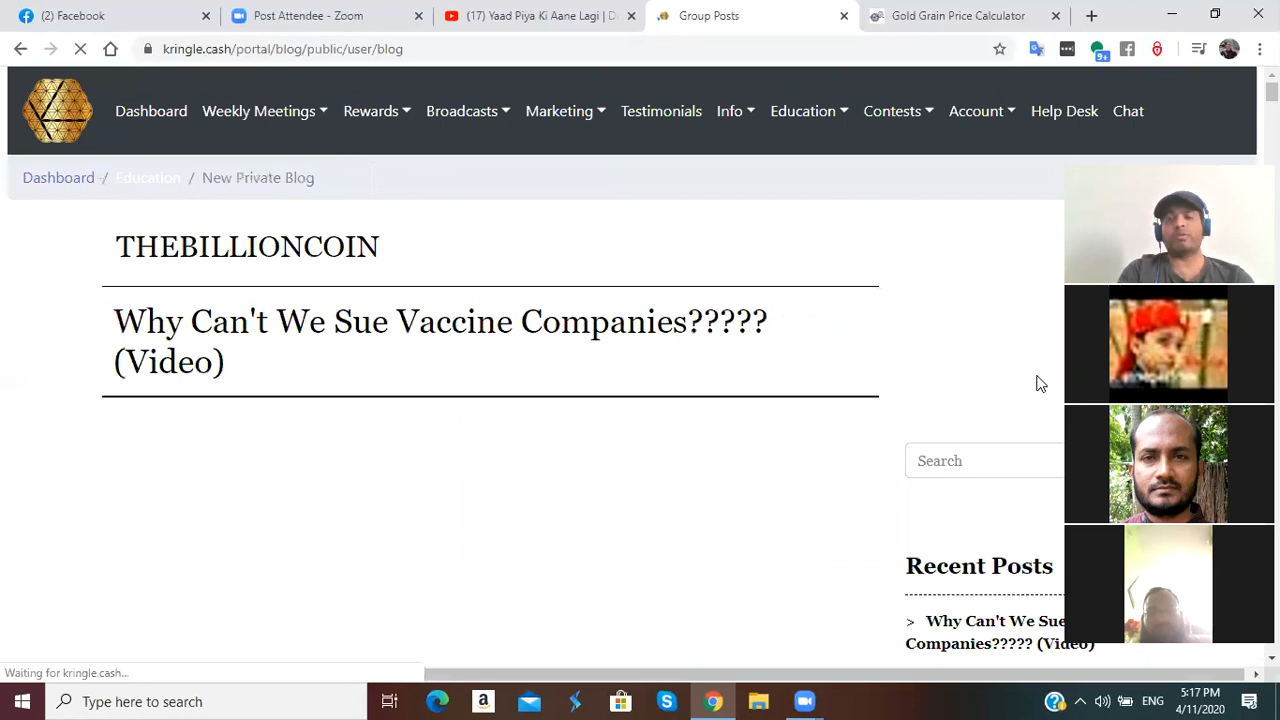 (2) Facebook
Post Attendee - Zoom
(17) Yaad Piya Ki Aane Lagi | D
Group Posts
Gold Grain Price Calculator
kringle.cash/portal/blog/public/user/blog
9+
Dashboard Weekly Meetings Rewards Broadcasts Marketing Testimonials Info Education Contests Account Help Desk Chat
Dashboard / Education / New Private Blog
THEBILLIONCOIN
Why Can't We Sue Vaccine Companies?????
(Video)
Search
Recent Posts
> Why Can't We Sue
Companies????? (Video)
Waiting for kringle.cash...
Type here to search
ENG
5:17 PM
4/11/2020